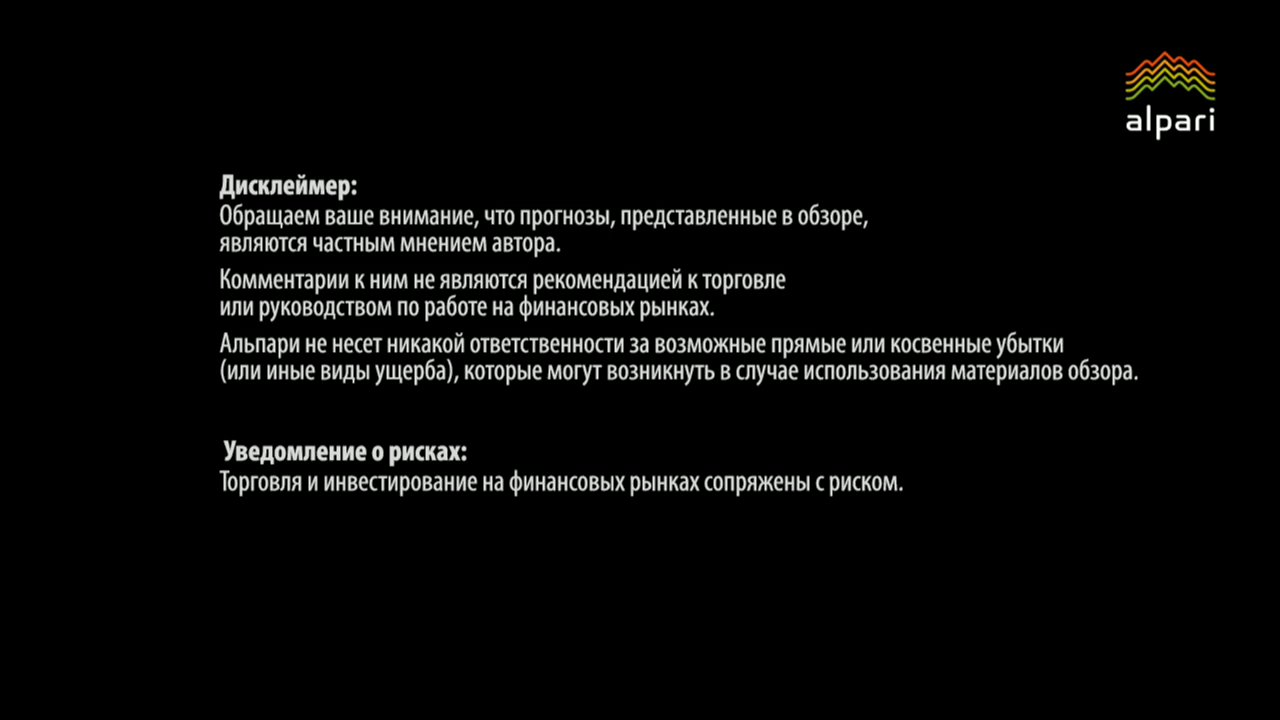 alpari
Дисклеймер:
Обращаем ваше внимание, что прогнозы, представленные в обзоре,
являются частным мнением автора.
Комментарии к ним не являются рекомендацией к торговле
или руководством по работе на финансовых рынках.
Альпари не несет никакой ответственности за возможные прямые или косвенные убытки
(или иные виды ущерба), которые могут возникнуть в случае использования материалов обзора.
Уведомление о рисках:
Торговля и инвестирование на финансовых рынках сопряжены с риском.